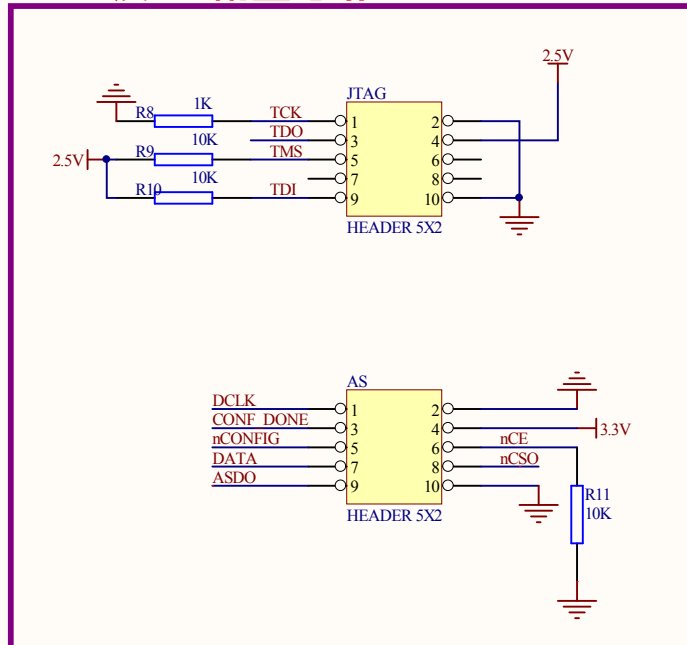 2.5V
JTAG
R8 1K TCK 1 2
10K TDO 3 4
2.5V R9 TMS 5 6
10K 7 8
R10 TDI 9 10
HEADER 5X2
AS
DCLK 1 2
CONF_DONE 3 4 3.3V
nCONFIG 5 6 nCE
DATA 7 8 nCSO
ASDO 9 10
R11
HEADER 5X2 10K